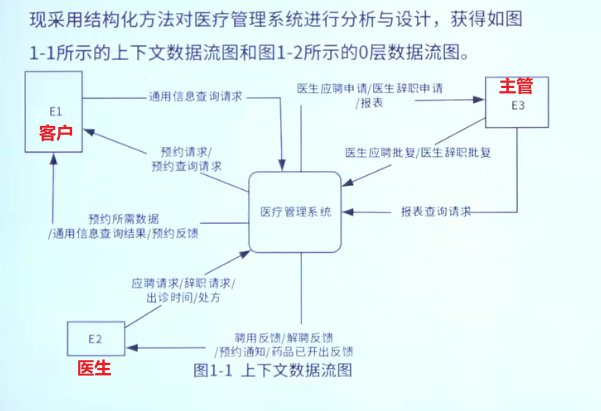 现采用结构化方法对医疗管理系统进行分析与设计，获得如图
1-1所示的上下文数据流图和图1-2所示的0层数据流图。
E1
客户
通用信息查询请求
医生应聘申请/医生辞职申请
/报表
主管
E3
预约请求/
预约查询请求
医生应聘批复/医生辞职批复
医疗管理系统
报表查询请求
预约所需数据
/通用信息查询结果/预约反馈
应聘请求/辞职请求/
出诊时间/处方
E2
医生
聘用反馈/解聘反馈
/预约通知/药品已开出反馈
图1-1 上下文数据流图